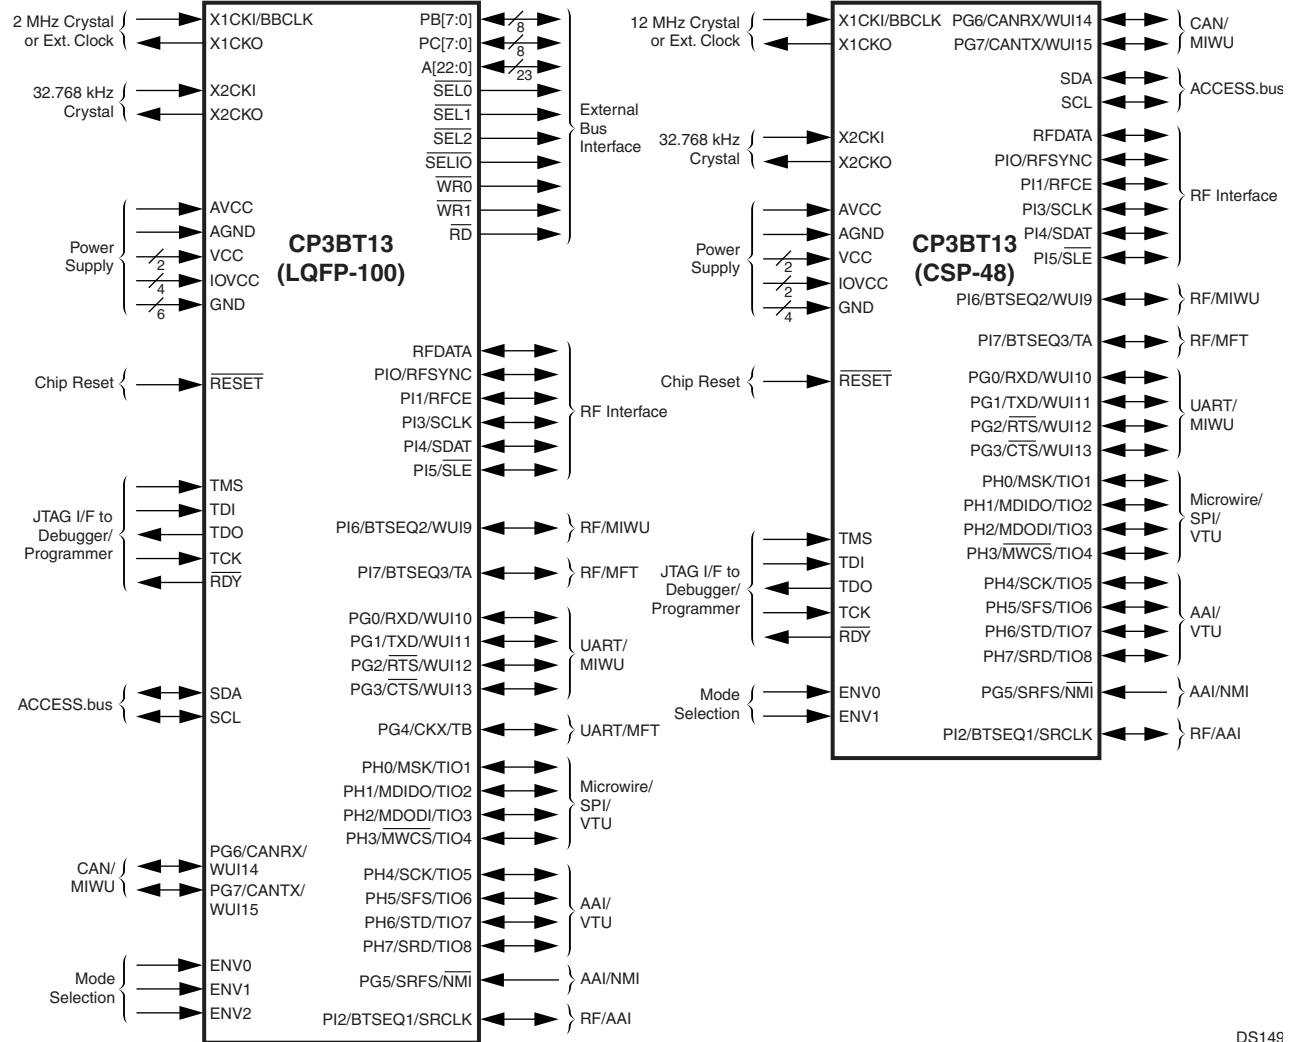 2 MHz Crystal
or Ext. Clock
X1CKI/BBCLK
X1CKO
32.768 kHz
Crystal
X2CKI
X2CKO
Power
Supply
AVCC
AGND
VCC
2
IOVCC
4
GND
6
Chip Reset
RESET
JTAG I/F to
Debugger/
Programmer
TMS
TDI
TDO
TCK
RDY
ACCESS.bus
SDA
SCL
CAN/
MIWU
PG6/CANRX/
WUI14
PG7/CANTX/
WUI15
Mode
Selection
ENV0
ENV1
ENV2
CP3BT13
(LQFP-100)
PB[7:0]
8
PC[7:0]
8
A[22:0]
23
SEL0
SEL1
SEL2
SELIO
WR0
WR1
RD
External
Bus
Interface
RFDATA
PIO/RFSYNC
PI1/RFCE
PI3/SCLK
PI4/SDAT
PI5/SLE
RF Interface
PI6/BTSEQ2/WUI9
RF/MIWU
PI7/BTSEQ3/TA
RF/MFT
PG0/RXD/WUI10
PG1/TXD/WUI11
PG2/RTS/WUI12
PG3/CTS/WUI13
UART/
MIWU
PG4/CKX/TB
UART/MFT
PH0/MSK/TIO1
PH1/MDIDO/TIO2
PH2/MDODI/TIO3
PH3/MWCS/TIO4
Microwire/
SPI/
VTU
PH4/SCK/TIO5
PH5/SFS/TIO6
PH6/STD/TIO7
PH7/SRD/TIO8
AAI/
VTU
PG5/SRFS/NMI
AAI/NMI
PI2/BTSEQ1/SRCLK
RF/AAI
12 MHz Crystal
or Ext. Clock
X1CKI/BBCLK
X1CKO
32.768 kHz
Crystal
X2CKI
X2CKO
Power
Supply
AVCC
AGND
VCC
2
IOVCC
2
GND
4
Chip Reset
RESET
JTAG I/F to
Debugger/
Programmer
TMS
TDI
TDO
TCK
RDY
Mode
Selection
ENV0
ENV1
CP3BT13
(CSP-48)
PG6/CANRX/WUI14
PG7/CANTX/WUI15
CAN/
MIWU
SDA
SCL
ACCESS.bus
RFDATA
PIO/RFSYNC
PI1/RFCE
PI3/SCLK
PI4/SDAT
PI5/SLE
RF Interface
PI6/BTSEQ2/WUI9
RF/MIWU
PI7/BTSEQ3/TA
RF/MFT
PG0/RXD/WUI10
PG1/TXD/WUI11
PG2/RTS/WUI12
PG3/CTS/WUI13
UART/
MIWU
PH0/MSK/TIO1
PH1/MDIDO/TIO2
PH2/MDODI/TIO3
PH3/MWCS/TIO4
Microwire/
SPI/
VTU
PH4/SCK/TIO5
PH5/SFS/TIO6
PH6/STD/TIO7
PH7/SRD/TIO8
AAI/
VTU
PG5/SRFS/NMI
AAI/NMI
PI2/BTSEQ1/SRCLK
RF/AAI
DS149